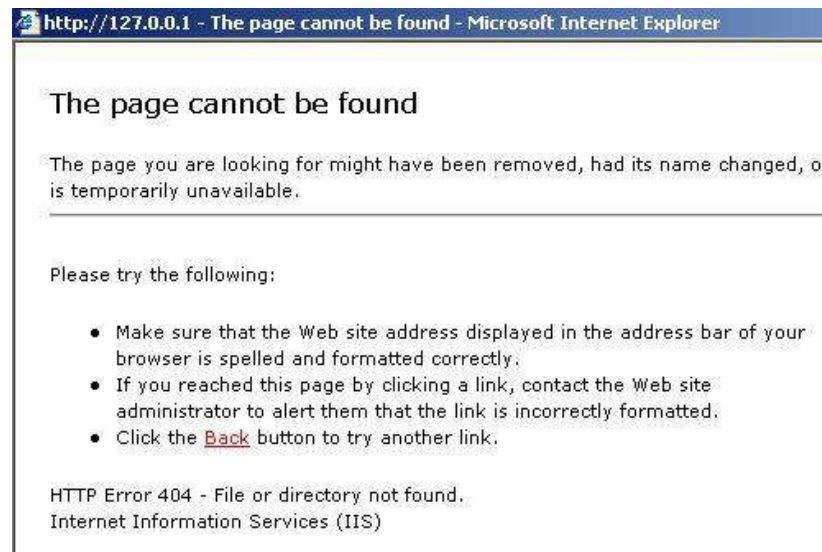 http://127.0.0.1 - The page cannot be found - Microsoft Internet Explorer
The page cannot be found
The page you are looking for might have been removed, had its name changed, o
is temporarily unavailable.
Please try the following:
● Make sure that the Web site address displayed in the address bar of your
browser is spelled and formatted correctly.
● If you reached this page by clicking a link, contact the Web site
administrator to alert them that the link is incorrectly formatted.
● Click the Back button to try another link.
HTTP Error 404 - File or directory not found.
Internet Information Services (IIS)